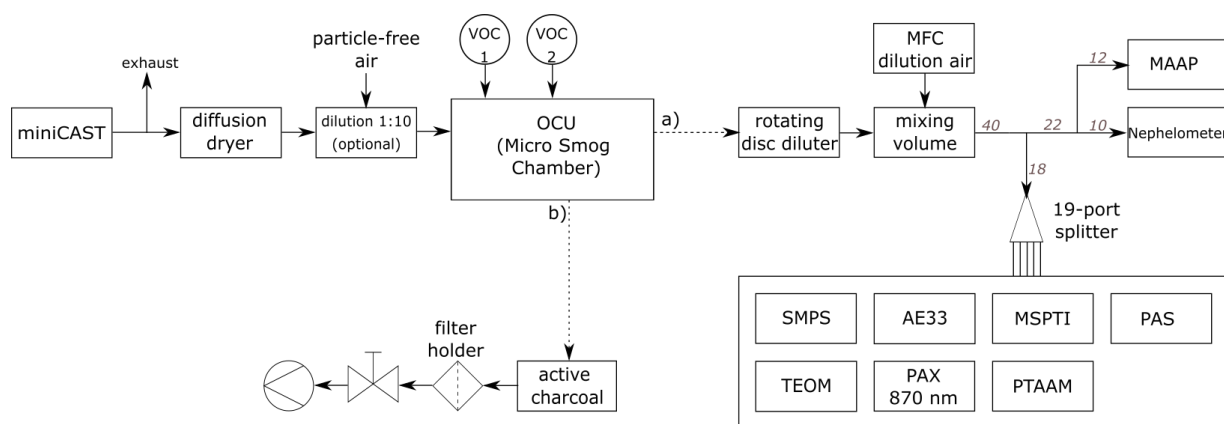 miniCAST
exhaust
diffusion
dryer
particle-free
air
dilution 1:10
(optional)
VOC
1
VOC
2
OCU
(Micro Smog
Chamber)
a)
b)
rotating
disc diluter
MFC
dilution air
mixing
volume
40
22
12
10
18
MAAP
Nephelometer
19-port
splitter
SMPS
AE33
MSPTI
PAS
TEOM
PAX
870 nm
PTAAM
filter
holder
active
charcoal